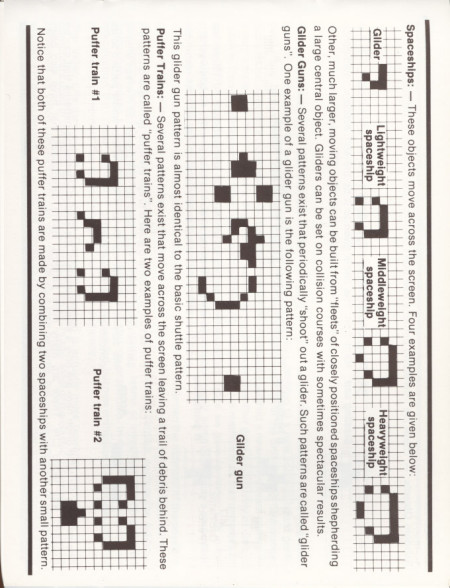 Spaceships: — These objects move across the screen. Four examples are given below:
Glider
Lightweight
spaceship
Middleweight
spaceship
Heavyweight
spaceship
Other, much larger, moving objects can be built from "fleets" of closely positioned spaceships shepherding
a large central object. Gliders can be set on collision courses with sometimes spectacular results.
Glider Guns: — Several patterns exist that periodically "shoot" out a glider. Such patterns are called "glider
guns". One example of a glider gun is the following pattern:
Glider gun
This glider gun pattern is almost identical to the basic shuttle pattern.
Puffer Trains: — Several patterns exist that move across the screen leaving a trail of debris behind. These
patterns are called "puffer trains". Here are two examples of puffer trains:
Puffer train #1
Puffer train #2
Notice that both of these puffer trains are made by combining two spaceships with another small pattern.